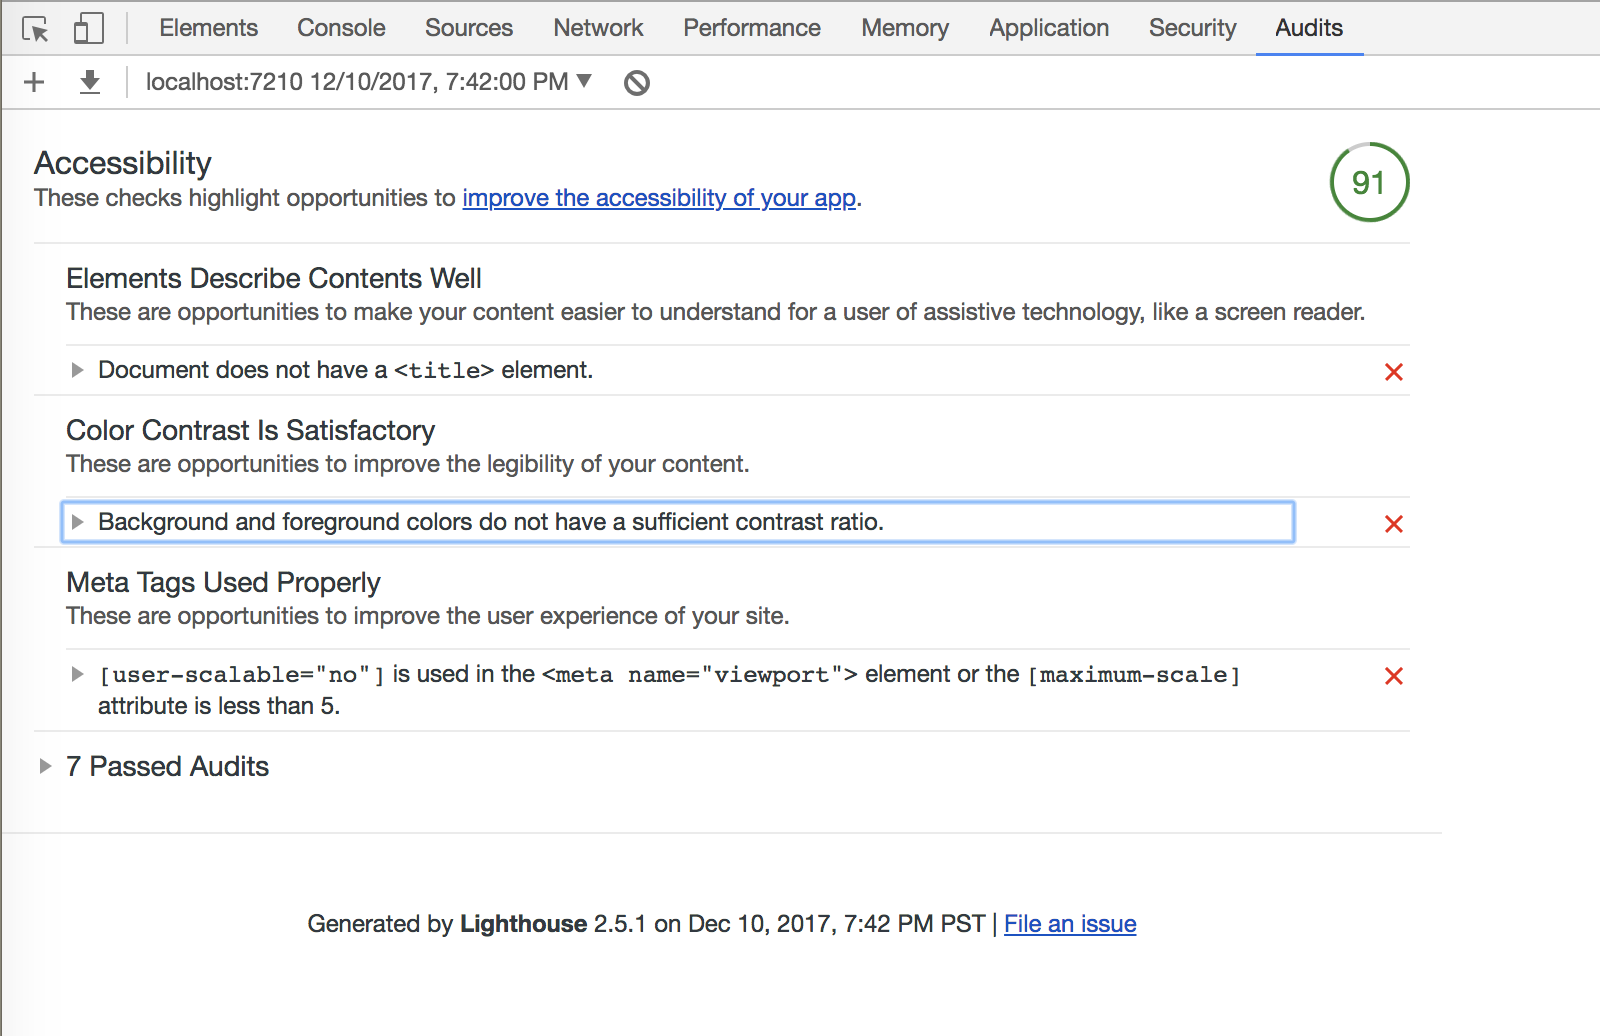 Elements Console Sources Network Performance Memory Application Security Audits
localhost:7210 12/10/2017, 7:42:00 PM
Accessibility
These checks highlight opportunities to improve the accessibility of your app.
91
Elements Describe Contents Well
These are opportunities to make your content easier to understand for a user of assistive technology, like a screen reader.
Document does not have a <title> element.
Color Contrast Is Satisfactory
These are opportunities to improve the legibility of your content.
Background and foreground colors do not have a sufficient contrast ratio.
Meta Tags Used Properly
These are opportunities to improve the user experience of your site.
[user-scalable="no"] is used in the <meta name="viewport"> element or the [maximum-scale]
attribute is less than 5.
7 Passed Audits
Generated by Lighthouse 2.5.1 on Dec 10, 2017, 7:42 PM PST | File an issue